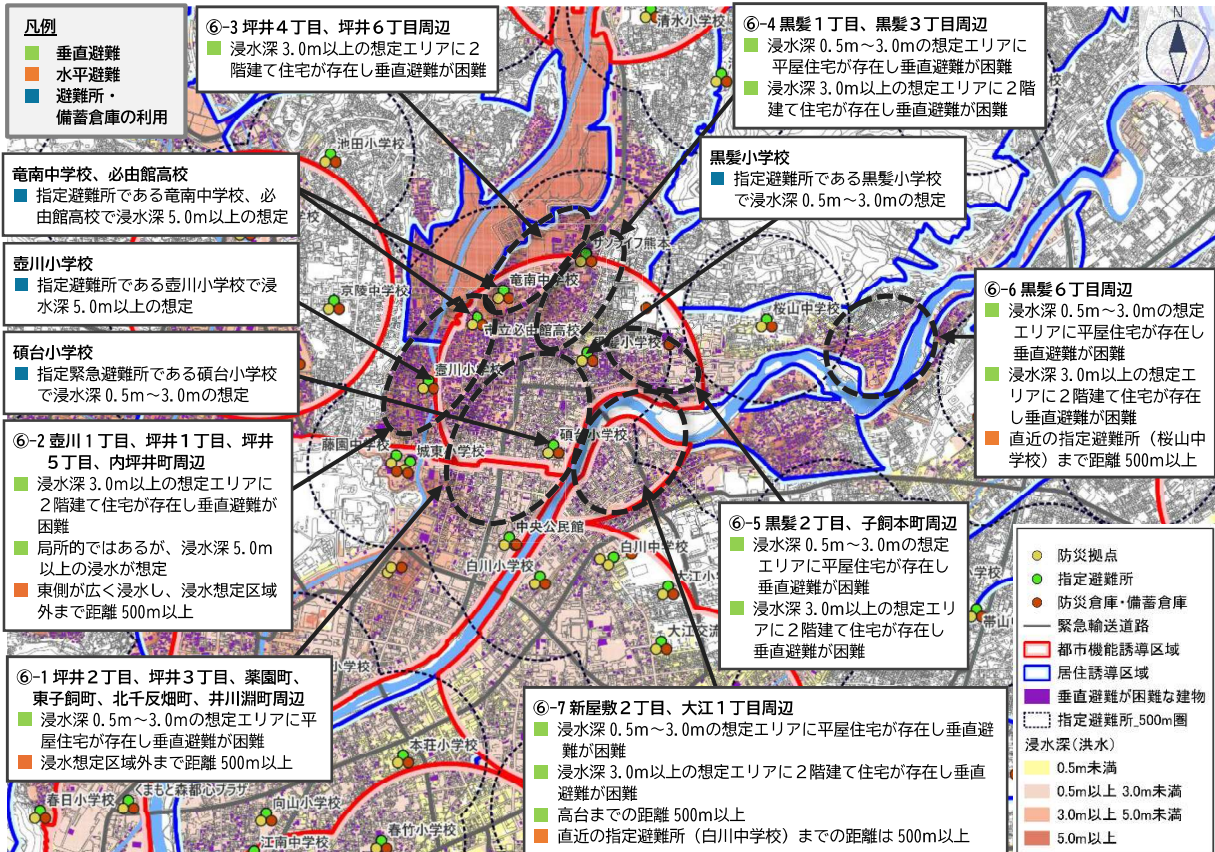 凡例
垂直避難
水平避難
避難所・
備蓄倉庫の利用
⑥-3 坪井4丁目、坪井6丁目周辺
浸水深3.0m以上の想定エリアに2
階建て住宅が存在し垂直避難が困難
⑥-4 黒髪1丁目、黒髪3丁目周辺
浸水深0.5m～3.0mの想定エリアに
平屋住宅が存在し垂直避難が困難
浸水深3.0m以上の想定エリアに2階
建て住宅が存在し垂直避難が困難
N
清水小学校
池田小学校
竜南中学校、必由館高校
指定避難所である竜南中学校、必
由館高校で浸水深5.0m以上の想定
黒髪小学校
指定避難所である黒髪小学校
で浸水深0.5m～3.0mの想定
壺川小学校
指定避難所である壺川小学校で浸
水深5.0m以上の想定
碩台小学校
指定緊急避難所である碩台小学校
で浸水深0.5m～3.0mの想定
サンライフ熊本
竜南中学校
京陵中学校
市立必由館高校
桜山中学校
小学校
壺川小学校
碩台小学校
藤園中学校
城東小学校
中央公民館
白川小学校
白川中学校
大江小
大江交流
学校
帯山
⑥-6 黒髪6丁目周辺
浸水深0.5m～3.0mの想定
エリアに平屋住宅が存在し
垂直避難が困難
浸水深3.0m以上の想定エ
リアに2階建て住宅が存在
し垂直避難が困難
直近の指定避難所（桜山中
学校）まで距離500m以上
⑥-2 壺川1丁目、坪井1丁目、坪井
5丁目、内坪井町周辺
浸水深3.0m以上の想定エリアに
2階建て住宅が存在し垂直避難が
困難
局所的ではあるが、浸水深5.0m
以上の浸水が想定
東側が広く浸水し、浸水想定区域
外まで距離500m以上
⑥-5 黒髪2丁目、子飼本町周辺
浸水深0.5m～3.0mの想定
エリアに平屋住宅が存在し
垂直避難が困難
浸水深3.0m以上の想定エリ
アに2階建て住宅が存在し
垂直避難が困難
⑥-1 坪井2丁目、坪井3丁目、薬園町、
東子飼町、北千反畑町、井川淵町周辺
浸水深0.5m～3.0mの想定エリアに平
屋住宅が存在し垂直避難が困難
浸水想定区域外まで距離500m以上
⑥-7 新屋敷2丁目、大江1丁目周辺
浸水深0.5m～3.0mの想定エリアに平屋住宅が存在し垂直避
難が困難
浸水深3.0m以上の想定エリアに2階建て住宅が存在し垂直
避難が困難
高台までの距離500m以上
直近の指定避難所（白川中学校）までの距離は500m以上
防災拠点
指定避難所
防災倉庫・備蓄倉庫
緊急輸送道路
都市機能誘導区域
居住誘導区域
垂直避難が困難な建物
指定避難所_500m圏
浸水深(洪水)
0.5m未満
0.5m以上 3.0m未満
3.0m以上 5.0m未満
5.0m以上
小学校
本荘小学校
春日小学校
くまもと森都心プラザ
向山小学校
江南中学校
春竹小学校